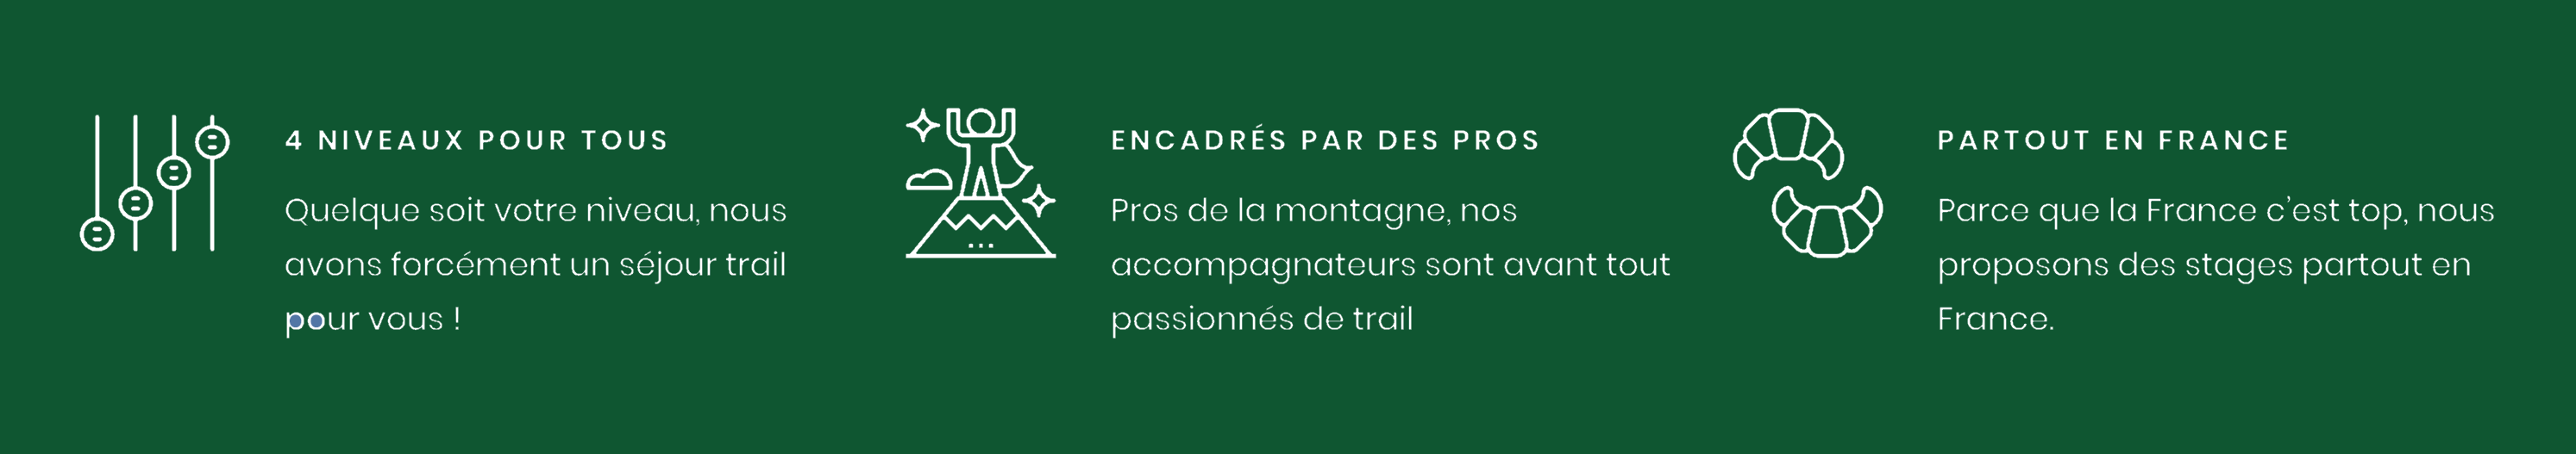 4 NIVEAUX POUR TOUS
Quelque soit votre niveau, nous
avons forcément un séjour trail
pour vous !
ENCADRÉS PAR DES PROS
Pros de la montagne, nos
accompagnateurs sont avant tout
passionnés de trail
PARTOUT EN FRANCE
Parce que la France c’est top, nous
proposons des stages partout en
France.